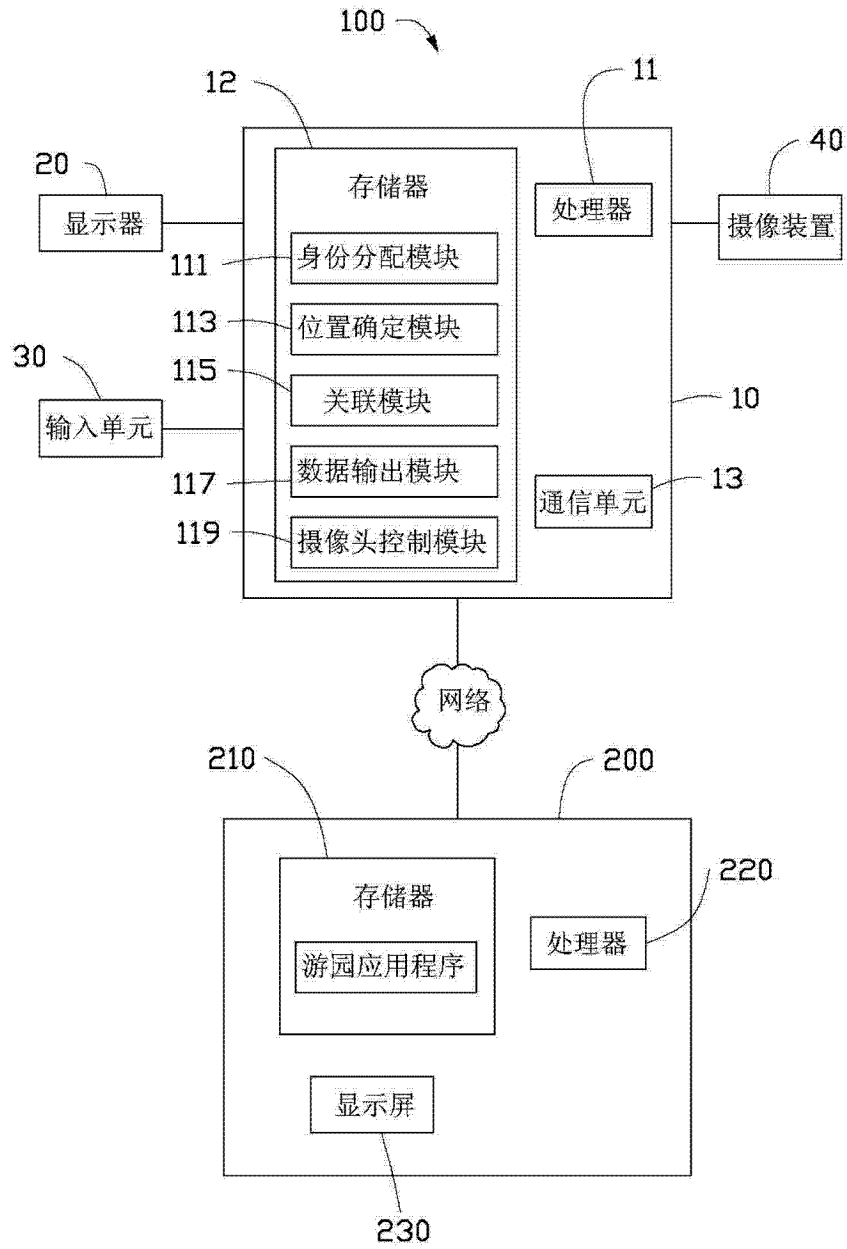 100
12
11
20
40
存储器
处理器
显示器
摄像装置
111
身份分配模块
113
位置确定模块
30
115
关联模块
10
输入单元
117
数据输出模块
13
通信单元
119
摄像头控制模块
网络
210
200
220
存储器
处理器
游园应用程序
显示屏
230